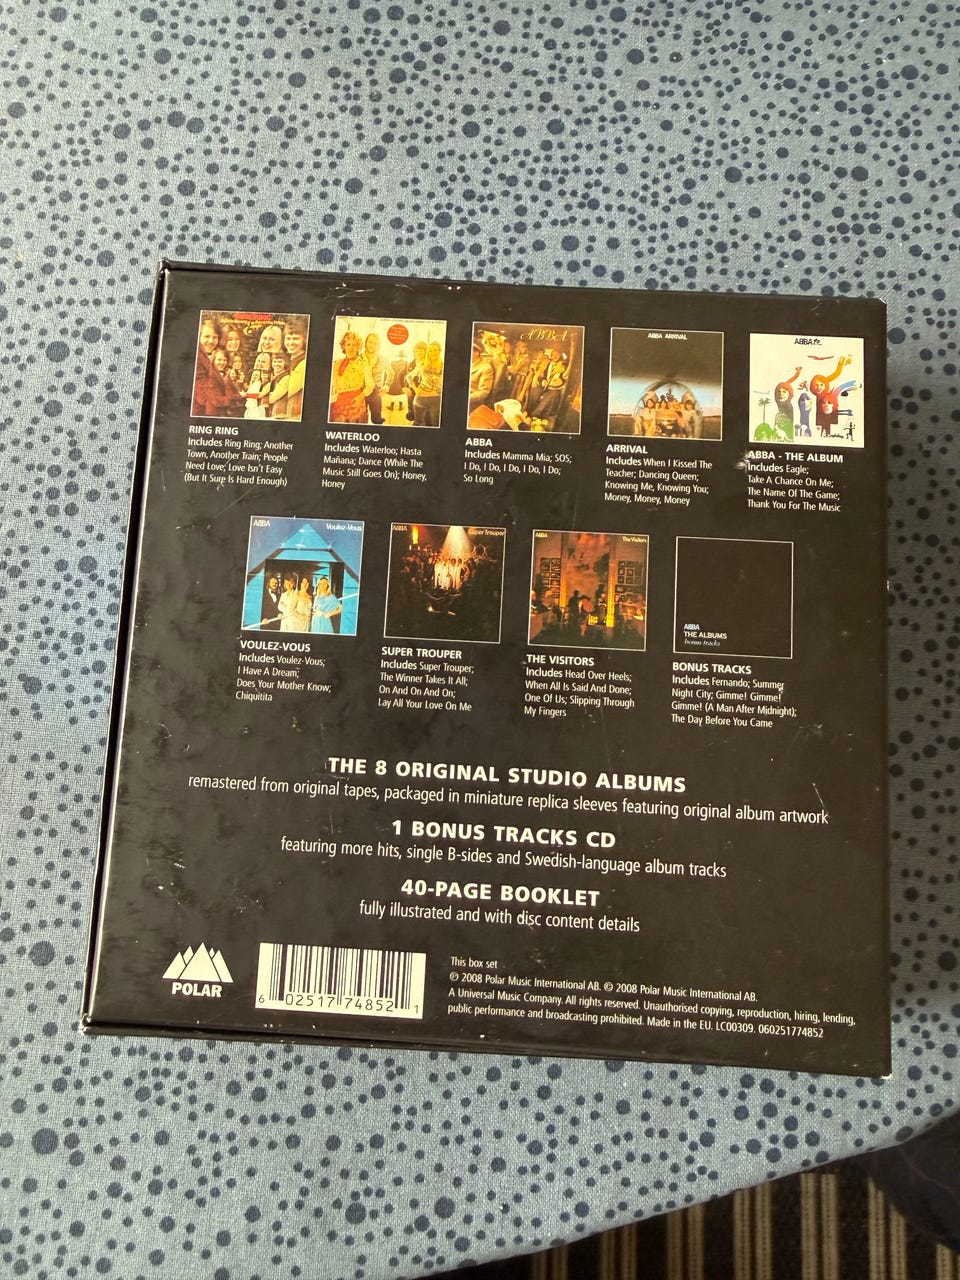 RING RING
Includes Ring Ring; Another
Town, Another Train; People
Need Love; Love Isn't Easy
(But It Sure Is Hard Enough)
WATERLOO
Includes Waterloo; Hasta
Mañana; Dance (While The
Music Still Goes On); Honey,
Honey
ABBA
ABBA
Includes Mamma Mia; SOS;
I Do, I Do, I Do, I Do, I Do;
So Long
ABBA ARRIVAL
ARRIVAL
Includes When I Kissed The
Teacher; Dancing Queen;
Knowing Me, Knowing You;
Money, Money, Money
ABBA
ABBA - THE ALBUM
Includes Eagle;
Take A Chance On Me;
The Name Of The Game;
Thank You For The Music
ABBA Voulez-Vous
VOULEZ-VOUS
Includes Voulez-Vous;
I Have A Dream;
Does Your Mother Know;
Chiquitita
ABBA Super Trouper
SUPER TROUPER
Includes Super Trouper;
The Winner Takes It All;
On And On And On;
Lay All Your Love On Me
ABBA The Visitors
THE VISITORS
Includes Head Over Heels;
When All Is Said And Done;
One Of Us; Slipping Through
My Fingers
ABBA
THE ALBUMS
bonus tracks
BONUS TRACKS
Includes Fernando; Summer
Night City; Gimme! Gimme!
Gimme! (A Man After Midnight);
The Day Before You Came
THE 8 ORIGINAL STUDIO ALBUMS
remastered from original tapes, packaged in miniature replica sleeves featuring original album artwork
1 BONUS TRACKS CD
featuring more hits, single B-sides and Swedish-language album tracks
40-PAGE BOOKLET
fully illustrated and with disc content details
POLAR
6 02517 74852 1
This box set
℗ 2008 Polar Music International AB. © 2008 Polar Music International AB.
A Universal Music Company. All rights reserved. Unauthorised copying, reproduction, hiring, lending,
public performance and broadcasting prohibited. Made in the EU. LC00309. 060251774852